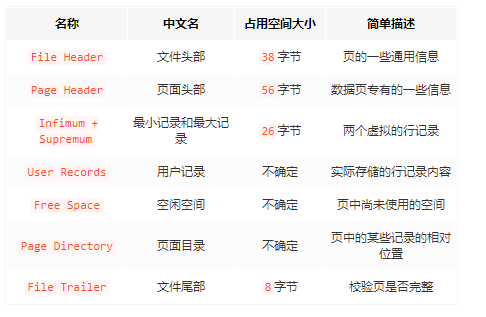 名称 中文名 占用空间大小 简单描述
File Header 文件头部 38 字节 页的一些通用信息
Page Header 页面头部 56 字节 数据页专有的一些信息
Infimum + Supremum 最小记录和最大记录 26 字节 两个虚拟的行记录
User Records 用户记录 不确定 实际存储的行记录内容
Free Space 空闲空间 不确定 页中尚未使用的空间
Page Directory 页面目录 不确定 页中的某些记录的相对位置
File Trailer 文件尾部 8 字节 校验页是否完整